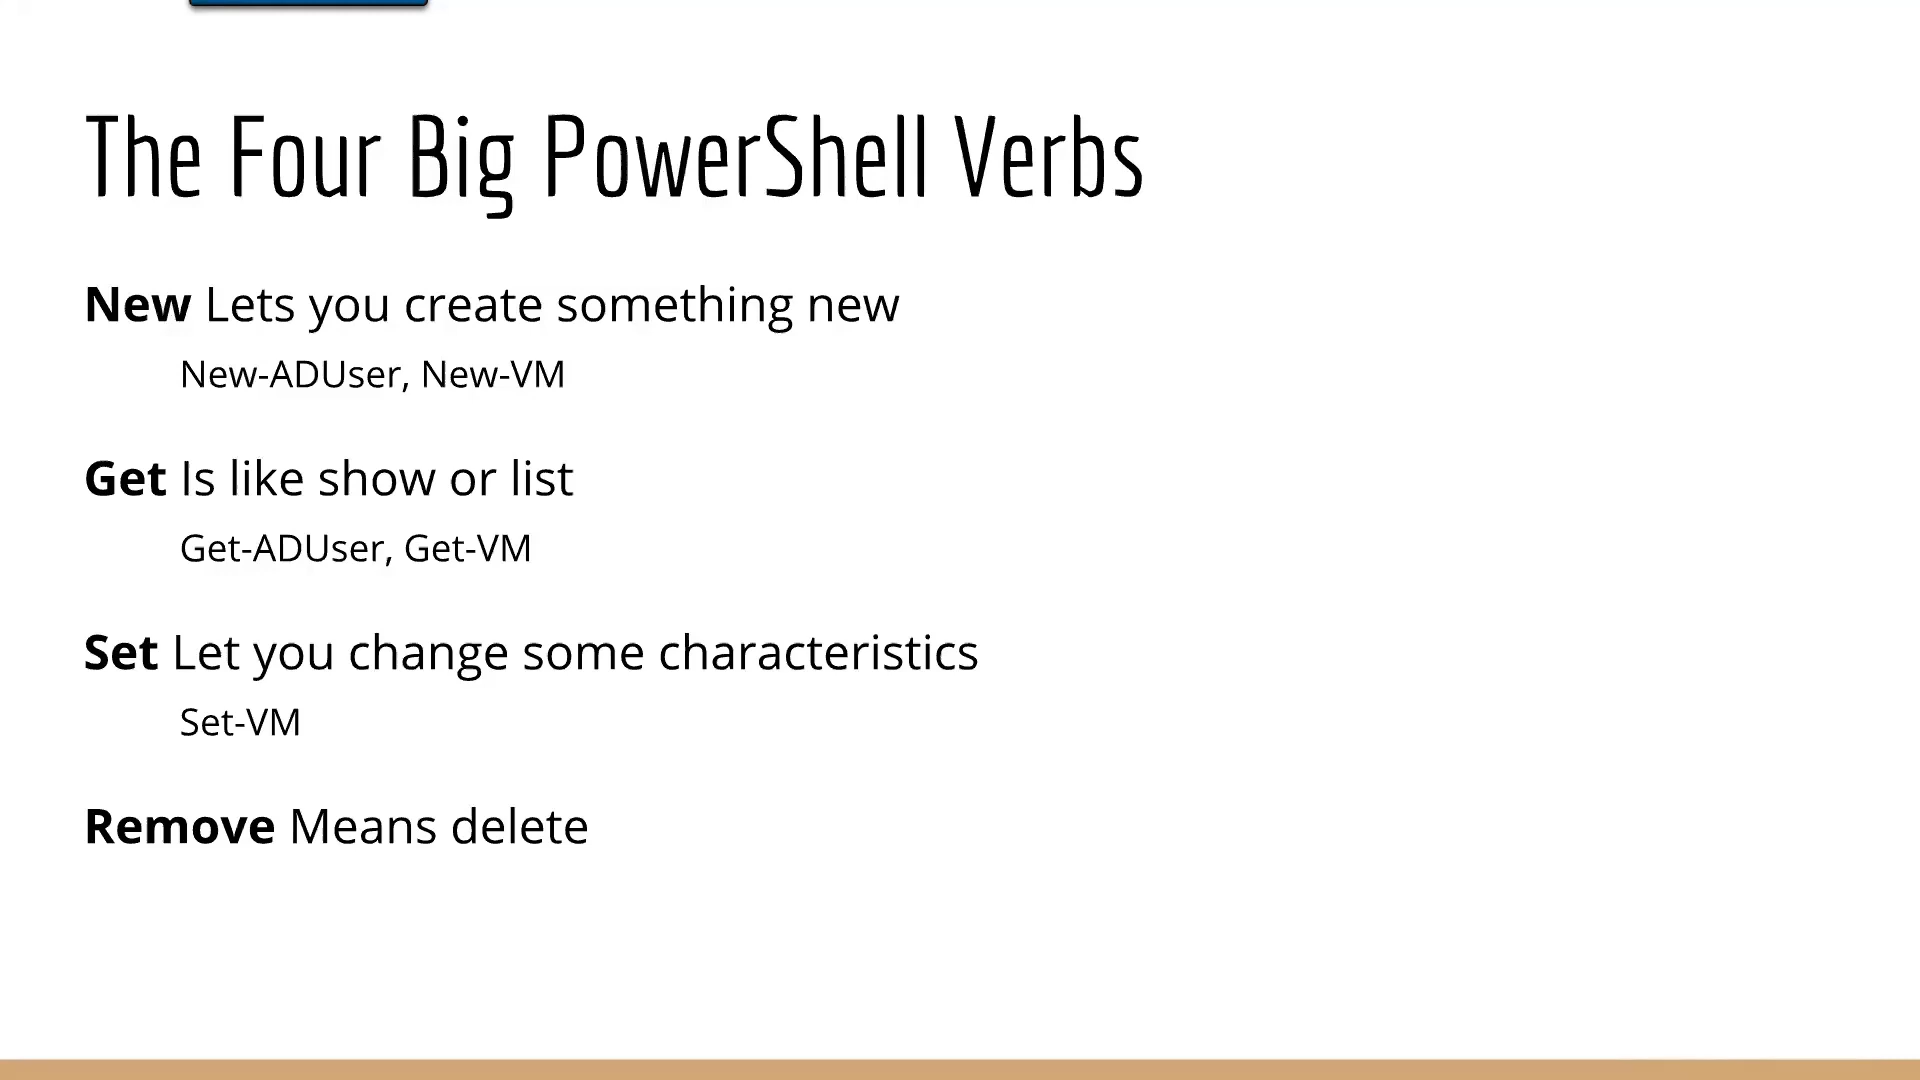 The Four Big PowerShell Verbs
New Lets you create something new
New-ADUser, New-VM
Get Is like show or list
Get-ADUser, Get-VM
Set Let you change some characteristics
Set-VM
Remove Means delete